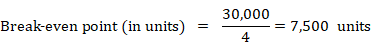 Break-even point (in units) = 30,000/4 = 7,500 units